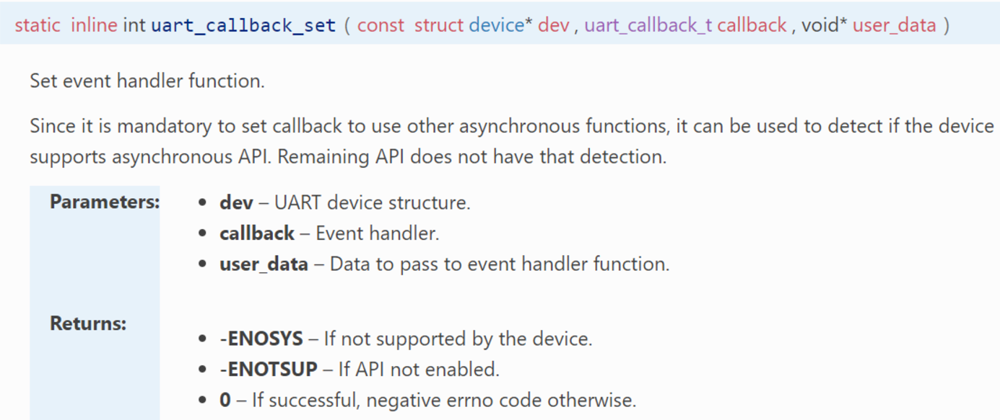 static inline int uart_callback_set ( const struct device* dev , uart_callback_t callback , void* user_data )
Set event handler function.
Since it is mandatory to set callback to use other asynchronous functions, it can be used to detect if the device
supports asynchronous API. Remaining API does not have that detection.
Parameters:
• dev – UART device structure.
• callback – Event handler.
• user_data – Data to pass to event handler function.
Returns:
• -ENOSYS – If not supported by the device.
• -ENOTSUP – If API not enabled.
• 0 – If successful, negative errno code otherwise.